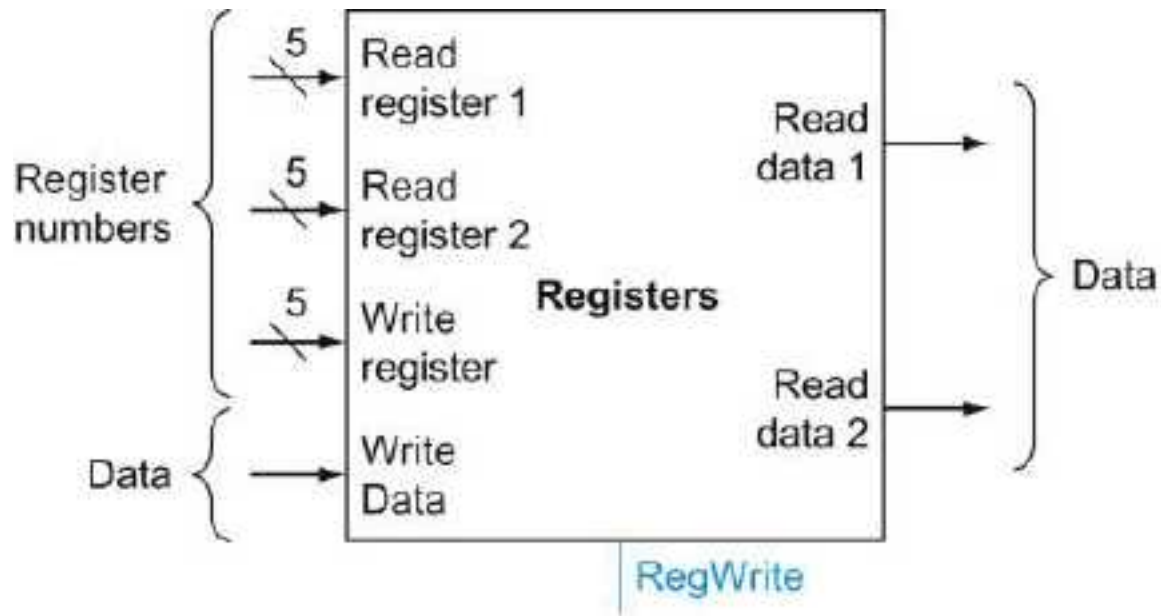 5
Read
register 1
5
Read
register 2
5
Write
register
Write
Data
Register
numbers
Data
Registers
Read
data 1
Read
data 2
Data
RegWrite